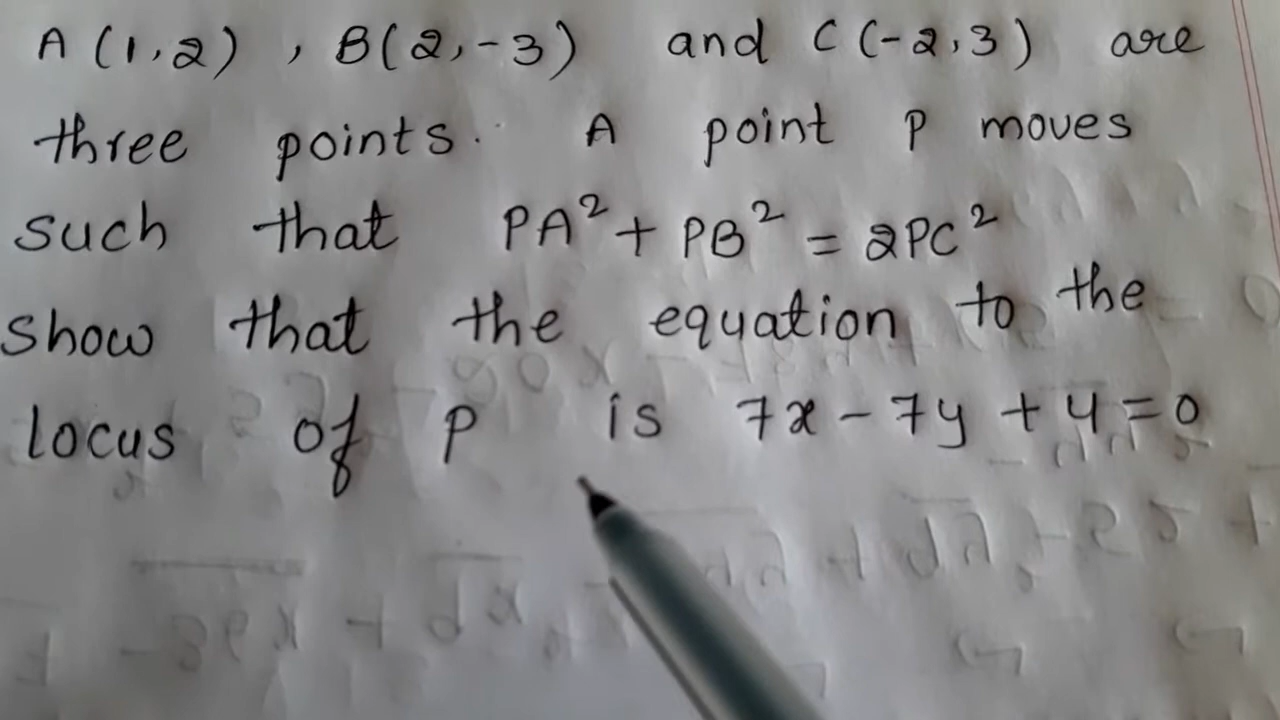 A (1,2) , B(2,-3) and C (-2,3) are
three points. A point P moves
such that PA² + PB² = 2PC²
show that the equation to the
locus of P is 7x - 7y + 4 = 0